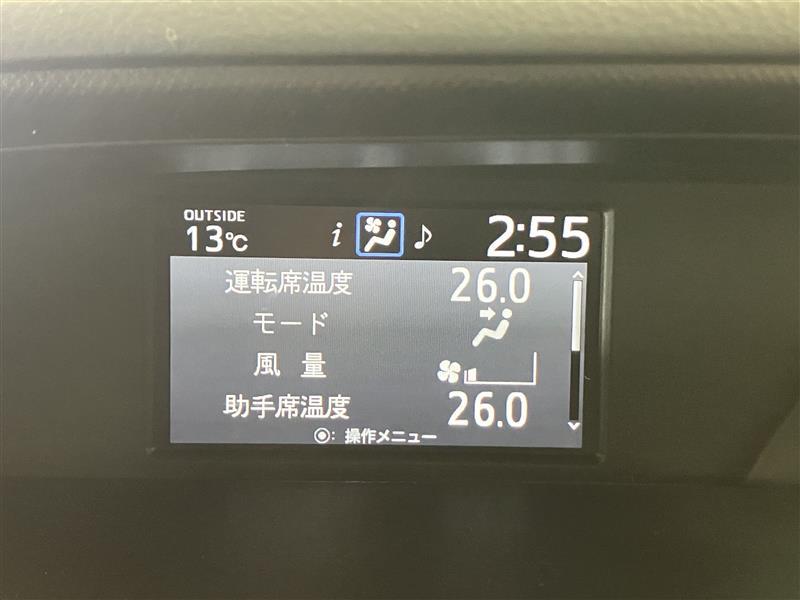 OUTSIDE
13℃ i ♪ 2:55
運転席温度 26.0
モード
風 量
助手席温度 26.0
◉: 操作メニュー